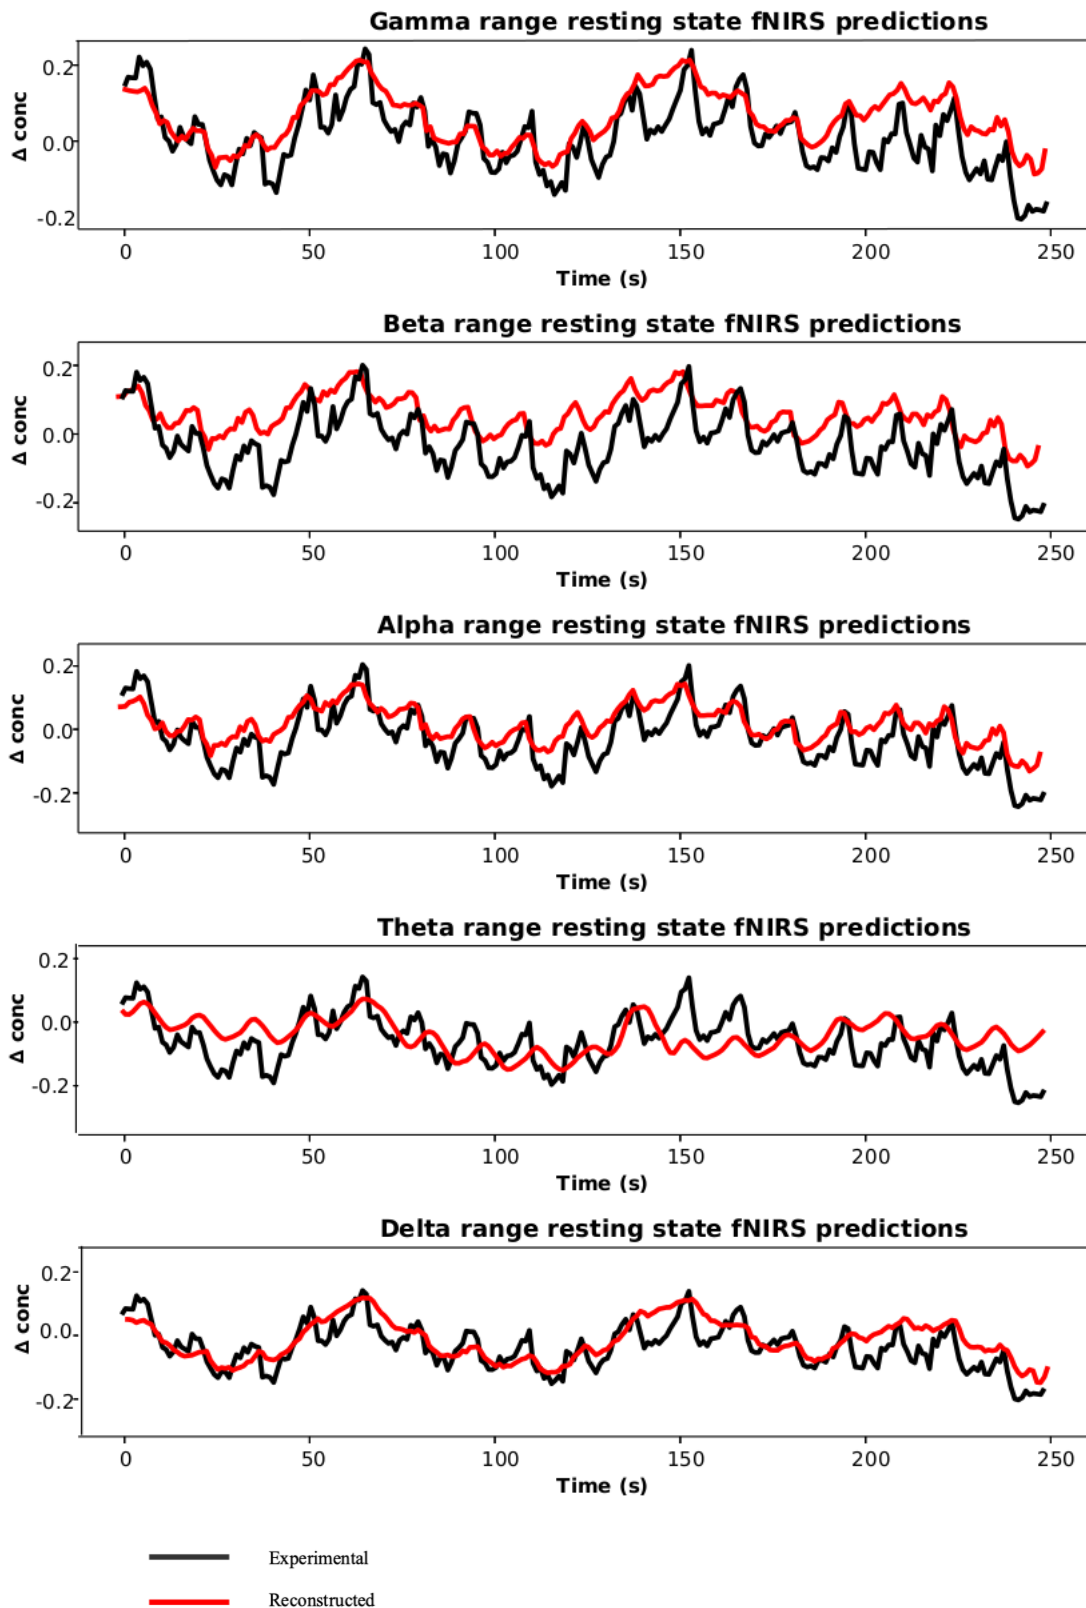 Gamma range resting state fNIRS predictions
0.2
0.0
-0.2
Δ conc
0 50 100 150 200 250
Time (s)
Beta range resting state fNIRS predictions
0.2
0.0
-0.2
Δ conc
0 50 100 150 200 250
Time (s)
Alpha range resting state fNIRS predictions
0.2
0.0
-0.2
Δ conc
0 50 100 150 200 250
Time (s)
Theta range resting state fNIRS predictions
0.2
0.0
-0.2
Δ conc
0 50 100 150 200 250
Time (s)
Delta range resting state fNIRS predictions
0.2
0.0
-0.2
Δ conc
0 50 100 150 200 250
Time (s)
Experimental
Reconstructed